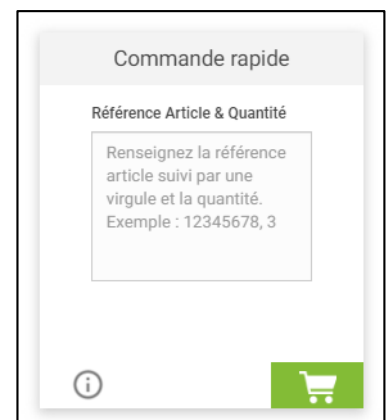 Commande rapide
Référence Article & Quantité
Renseignez la référence
article suivi par une
virgule et la quantité.
Exemple : 12345678, 3